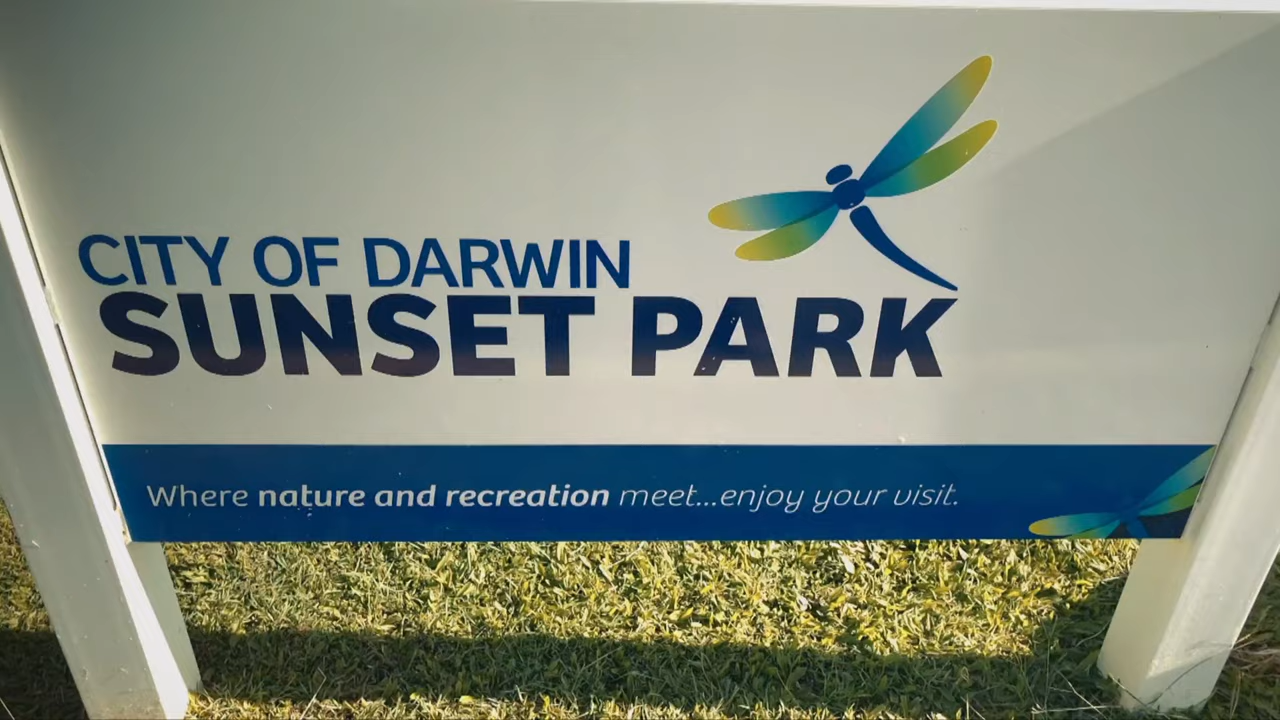 CITY OF DARWIN
SUNSET PARK
Where nature and recreation meet...enjoy your visit.